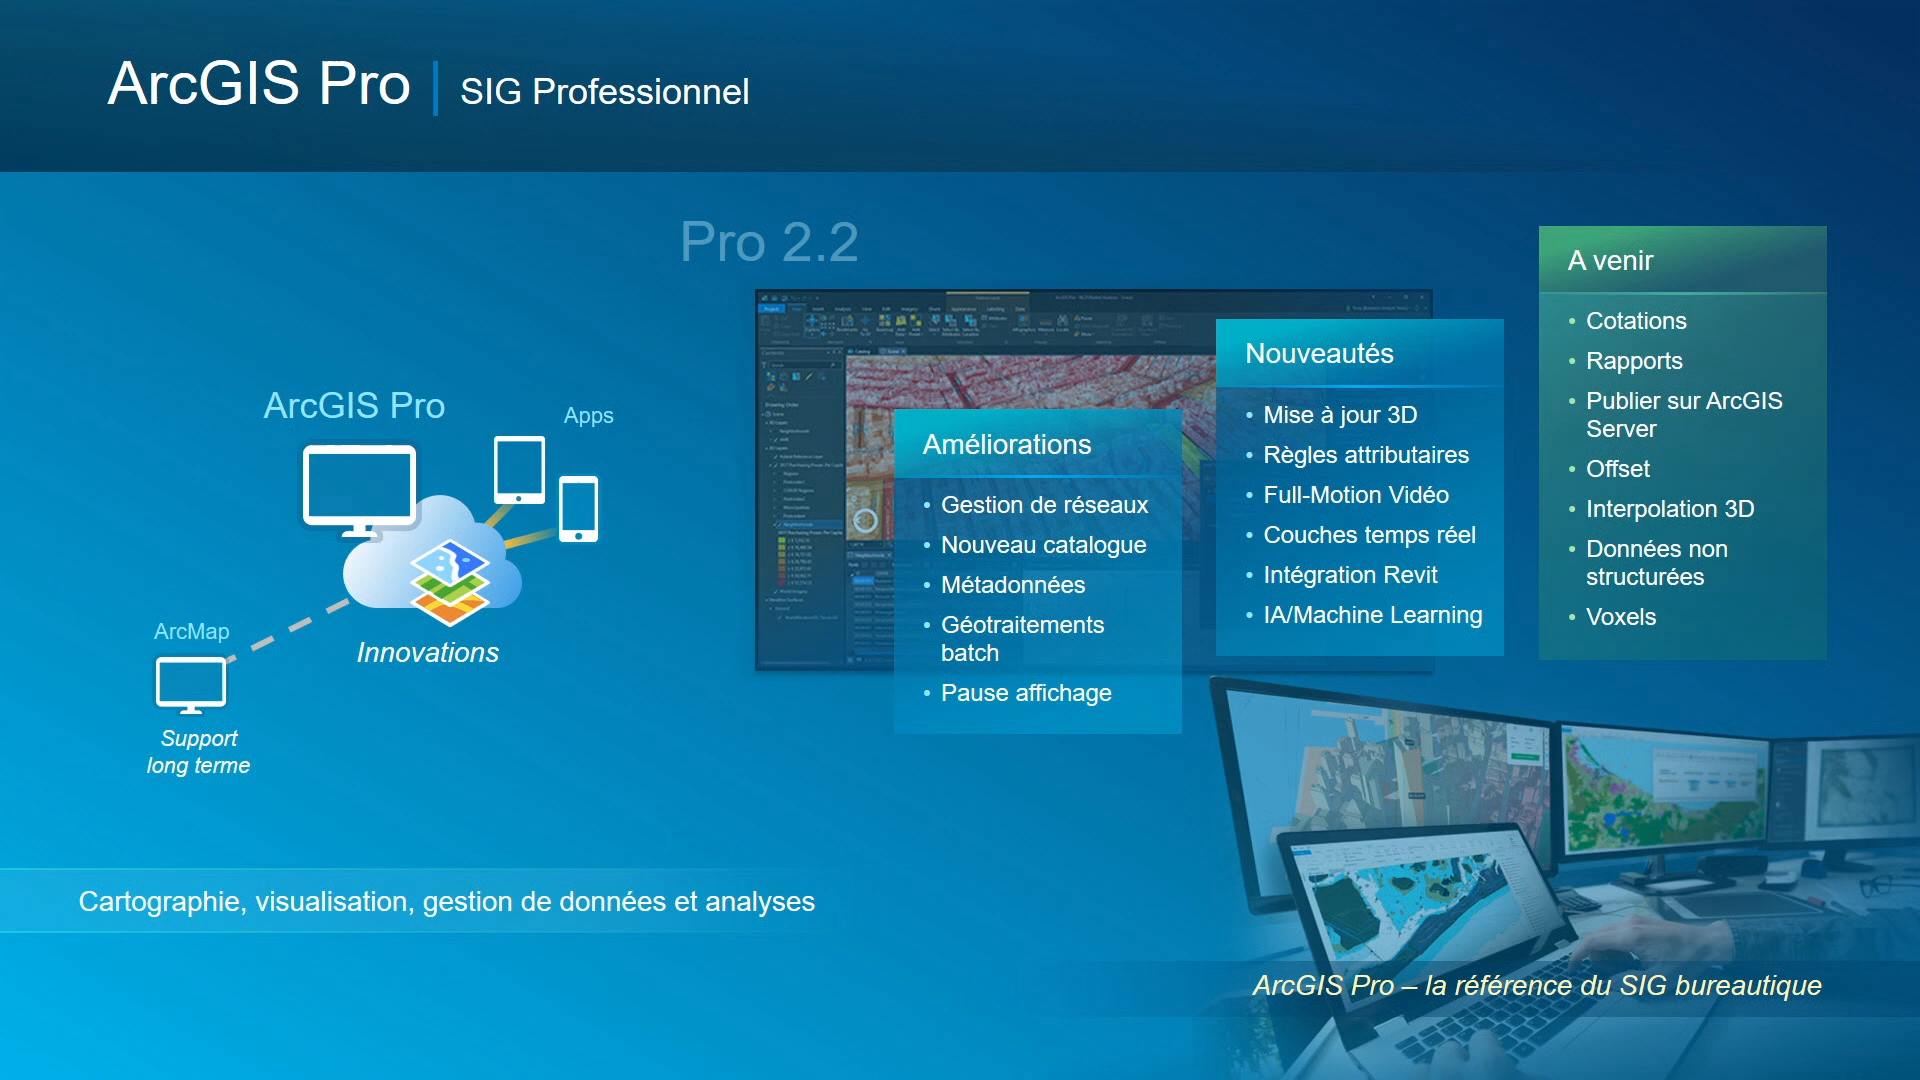 ArcGIS Pro | SIG Professionnel
Pro 2.2
ArcGIS Pro
Apps
ArcMap
Innovations
Support
long terme
Améliorations
• Gestion de réseaux
• Nouveau catalogue
• Métadonnées
• Géotraitements
batch
• Pause affichage
Nouveautés
• Mise à jour 3D
• Règles attributaires
• Full-Motion Vidéo
• Couches temps réel
• Intégration Revit
• IA/Machine Learning
A venir
• Cotations
• Rapports
• Publier sur ArcGIS
Server
• Offset
• Interpolation 3D
• Données non
structurées
• Voxels
Cartographie, visualisation, gestion de données et analyses
ArcGIS Pro – la référence du SIG bureautique